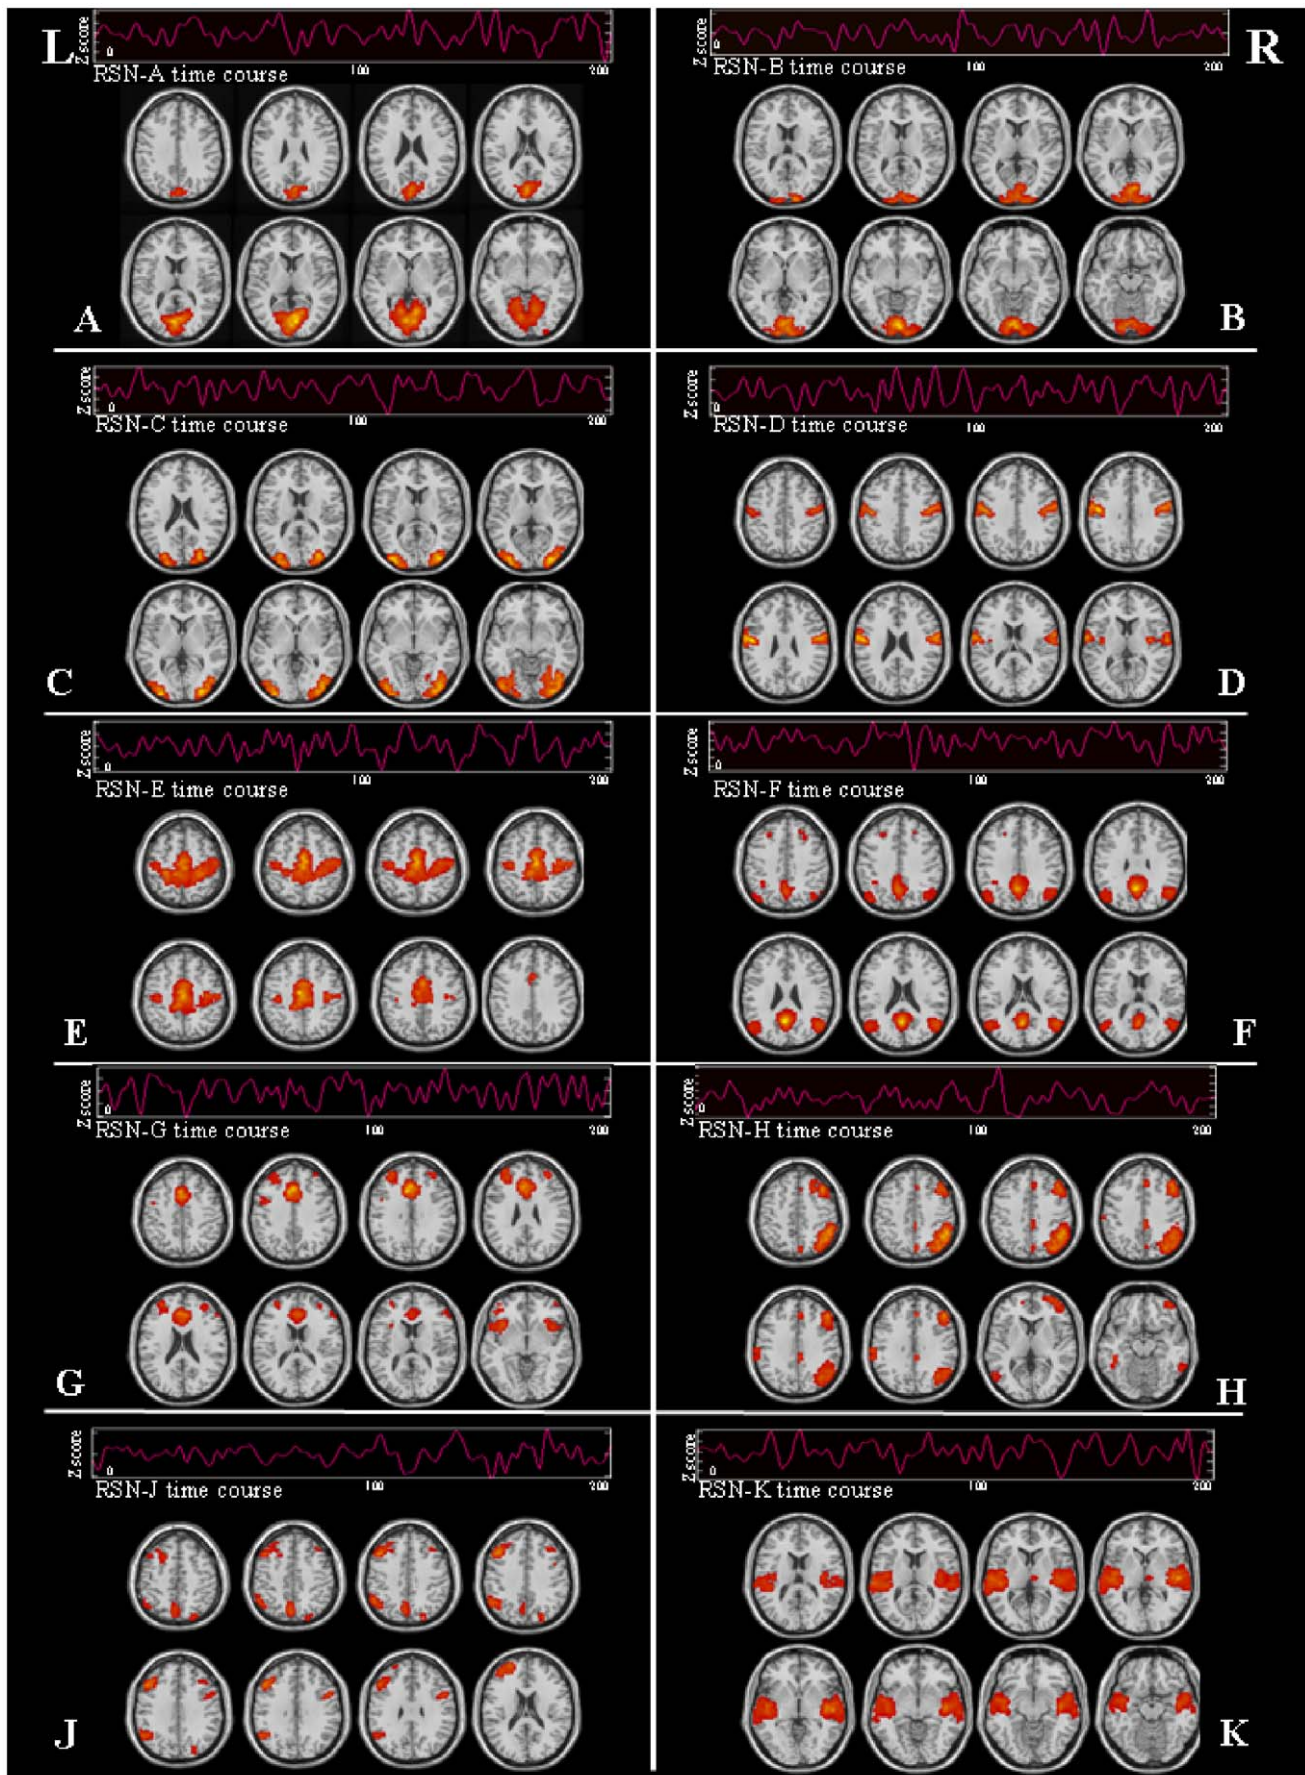 L
R
Z score
0
RSN-A time course
100
200
A
Z score
0
RSN-B time course
100
200
B
Z score
0
RSN-C time course
100
200
C
Z score
0
RSN-D time course
100
200
D
Z score
0
RSN-E time course
100
200
E
Z score
0
RSN-F time course
100
200
F
Z score
0
RSN-G time course
100
200
G
Z score
0
RSN-H time course
100
200
H
Z score
0
RSN-J time course
100
200
J
Z score
0
RSN-K time course
100
200
K